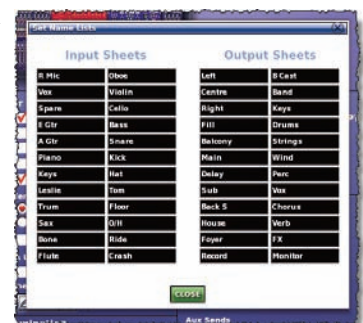 Set Name Lists
Input Sheets Output Sheets
R Mic Oboe Left B Cast
Vox Violin Centre Band
Spare Cello Right Keys
E Gtr Bass Fill Drums
A Gtr Snare Balcony Strings
Piano Kick Main Wind
Keys Hat Delay Perc
Leslie Tom Sub Vox
Trum Floor Back S Chorus
Sax O/H House Verb
Bone Ride Foyer FX
Flute Crash Record Monitor
CLOSE
Aux Sends